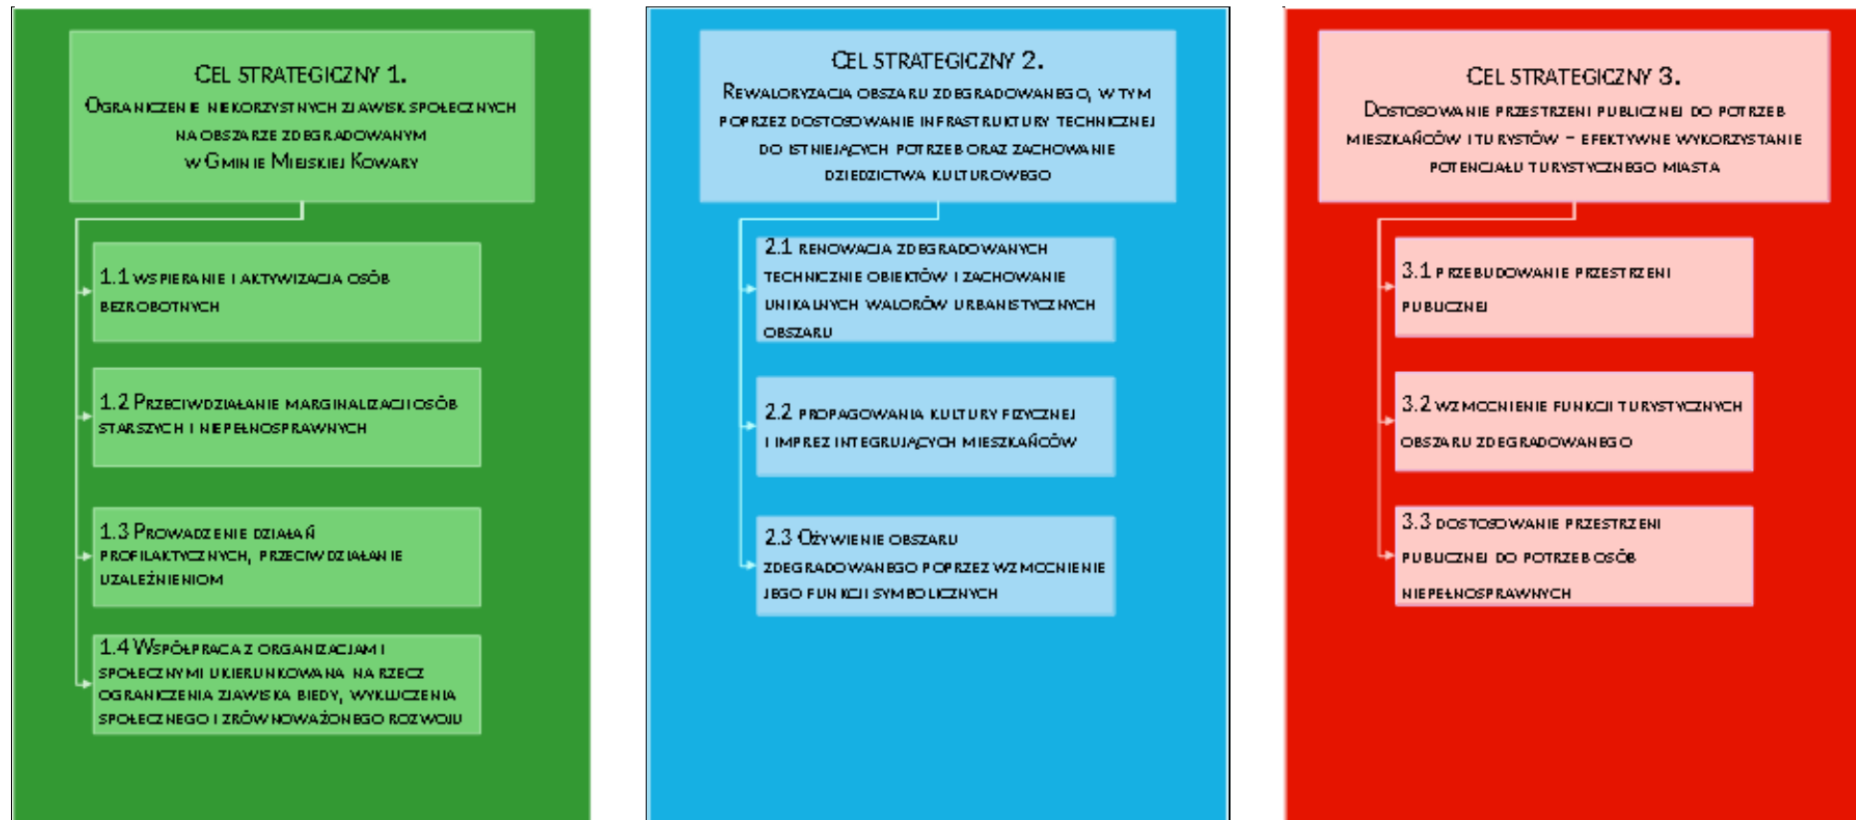 CEL STRATEGICZNY 1.
OGRANICZENIE NIEKORZYSTNYCH ZJAWISK SPOŁECZNYCH
NA OBSZARZE ZDEGRADOWANYM
W GMINIE MIEJSKIEJ KOWARY
1.1 WSPIERANIE I AKTYWIZACJA OSÓB
BEZROBOTNYCH
1.2 PRZECIWDZIAŁANIE MARGINALIZACJI OSÓB
STARSZYCH I NIEPEŁNOSPRAWNYCH
1.3 PROWADZENIE DZIAŁAŃ
PROFILAKTYCZNYCH, PRZECIWDZIAŁANIE
UZALEŻNIENIOM
1.4 WSPÓŁPRACA Z ORGANIZACJAMI
SPOŁECZNYMI UKIERUNKOWANA NA RZECZ
OGRANICZENIA ZJAWISKA BIEDY, WYKLUCZENIA
SPOŁECZNEGO I ZRÓWNOWAŻONEGO ROZWOJU
CEL STRATEGICZNY 2.
REWALORYZACJA OBSZARU ZDEGRADOWANEGO, W TYM
POPRZEZ DOSTOSOWANIE INFRASTRUKTURY TECHNICZNEJ
DO ISTNIEJĄCYCH POTRZEB ORAZ ZACHOWANIE
DZIEDZICTWA KULTUROWEGO
2.1 RENOWACJA ZDEGRADOWANYCH
TECHNICZNIE OBIEKTÓW I ZACHOWANIE
UNIKALNYCH WALORÓW URBANISTYCZNYCH
OBSZARU
2.2 PROPAGOWANIA KULTURY FIZYCZNEJ
I IMPREZ INTEGRUJĄCYCH MIESZKAŃCÓW
2.3 OŻYWIENIE OBSZARU
ZDEGRADOWANEGO POPRZEZ WZMOCNIENIE
JEGO FUNKCJI SYMBOLICZNYCH
CEL STRATEGICZNY 3.
DOSTOSOWANIE PRZESTRZENI PUBLICZNEJ DO POTRZEB
MIESZKAŃCÓW I TURYSTÓW – EFEKTYWNE WYKORZYSTANIE
POTENCJAŁU TURYSTYCZNEGO MIASTA
3.1 PRZEBUDOWANIE PRZESTRZENI
PUBLICZNEJ
3.2 WZMOCNIENIE FUNKCJI TURYSTYCZNYCH
OBSZARU ZDEGRADOWANEGO
3.3 DOSTOSOWANIE PRZESTRZENI
PUBLICZNEJ DO POTRZEB OSÓB
NIEPEŁNOSPRAWNYCH